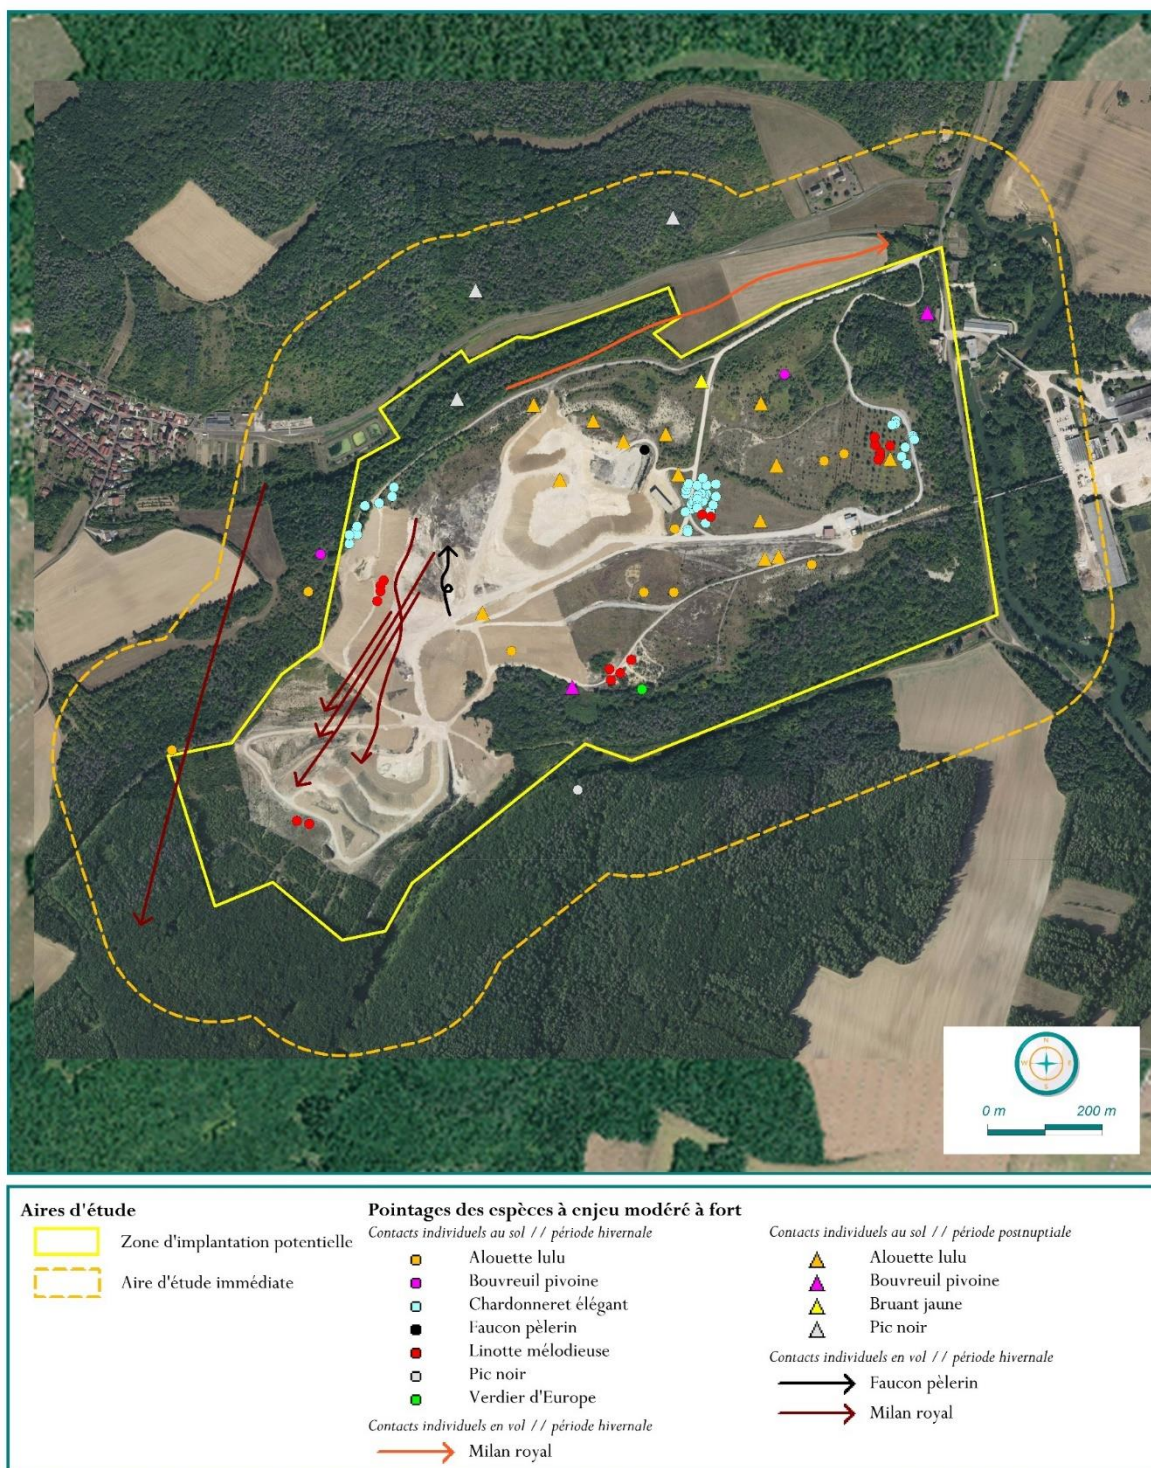 N
W
E
S
0 m
200 m
Aires d'étude
Zone d'implantation potentielle
Aire d'étude immédiate
Pointages des espèces à enjeu modéré à fort
Contacts individuels au sol // période hivernale
Alouette lulu
Bouvreuil pivoine
Chardonneret élégant
Faucon pèlerin
Linotte mélodieuse
Pic noir
Verdier d'Europe
Contacts individuels en vol // période hivernale
Milan royal
Contacts individuels au sol // période postnuptiale
Alouette lulu
Bouvreuil pivoine
Bruant jaune
Pic noir
Contacts individuels en vol // période hivernale
Faucon pèlerin
Milan royal